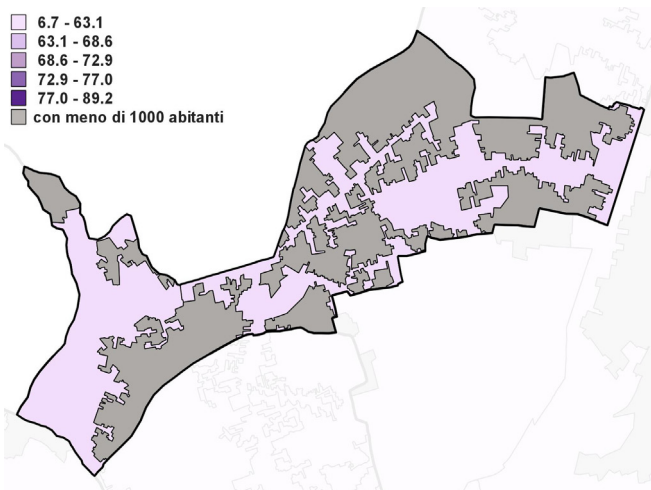 6.7 - 63.1
63.1 - 68.6
68.6 - 72.9
72.9 - 77.0
77.0 - 89.2
con meno di 1000 abitanti